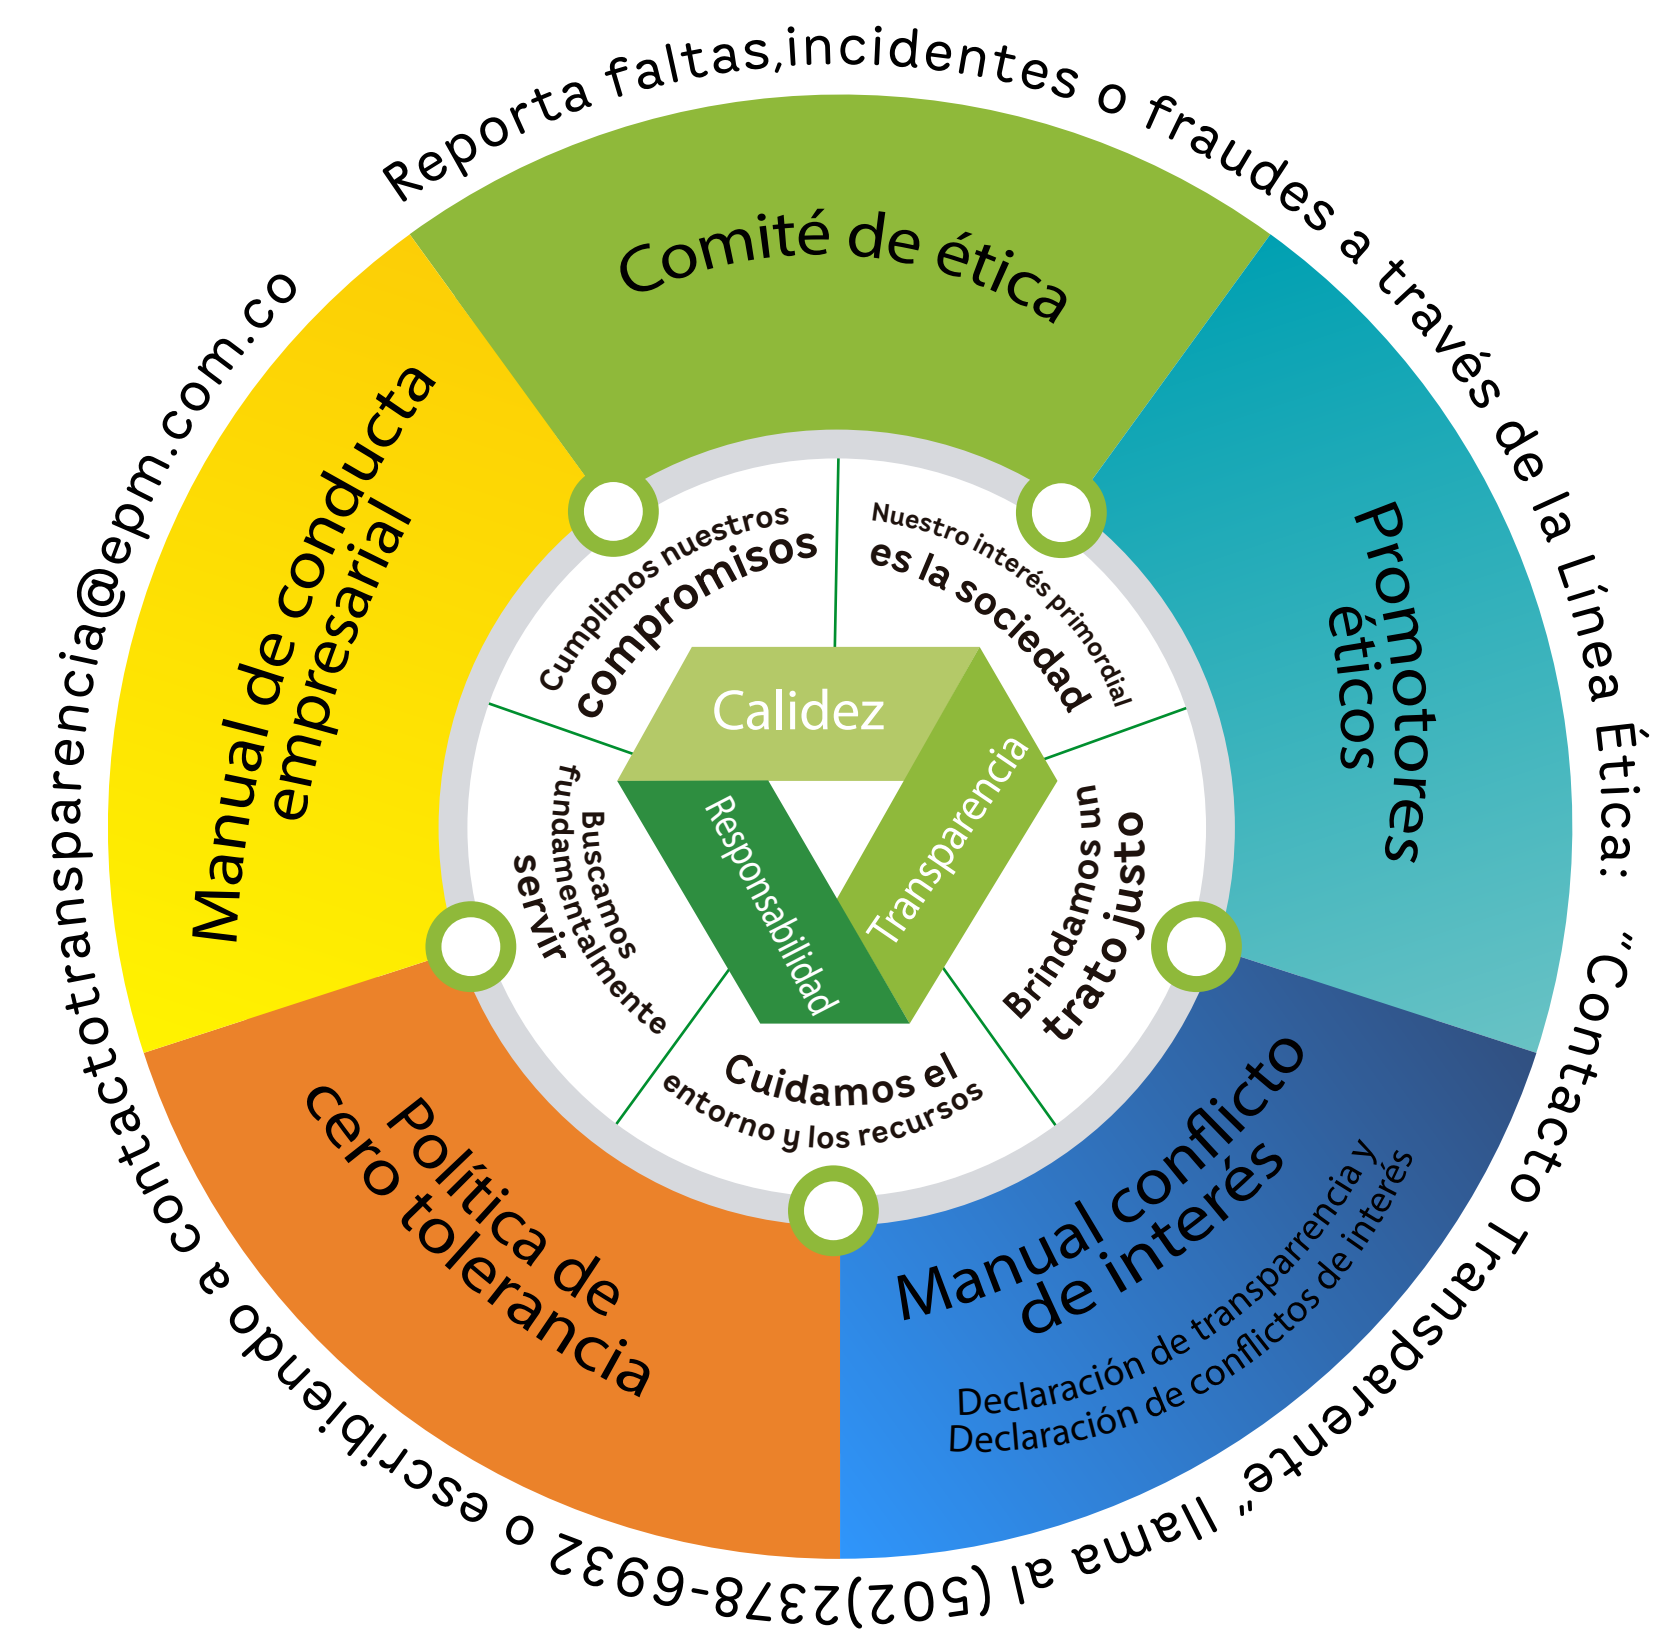 Reporta faltas,incidentes o fraudes a través de la Línea Ética: "Contacto Transparente" llama al (502)2378-6932 o escribiendo a contactotransparencia@epm.com.co
Comité de ética
Promotores
éticos
Manual conflicto
de interés
Declaración de transparrencia y
Declaración de conflictos de interés
Política de
cero tolerancia
Manual de conducta
empresarial
Cumplimos nuestros
compromisos
Nuestro interés primordial
es la sociedad
Brindamos un
trato justo
Cuidamos el
entorno y los recursos
Buscamos
fundamentalmente
servir
Calidez
Transparencia
Responsabilidad